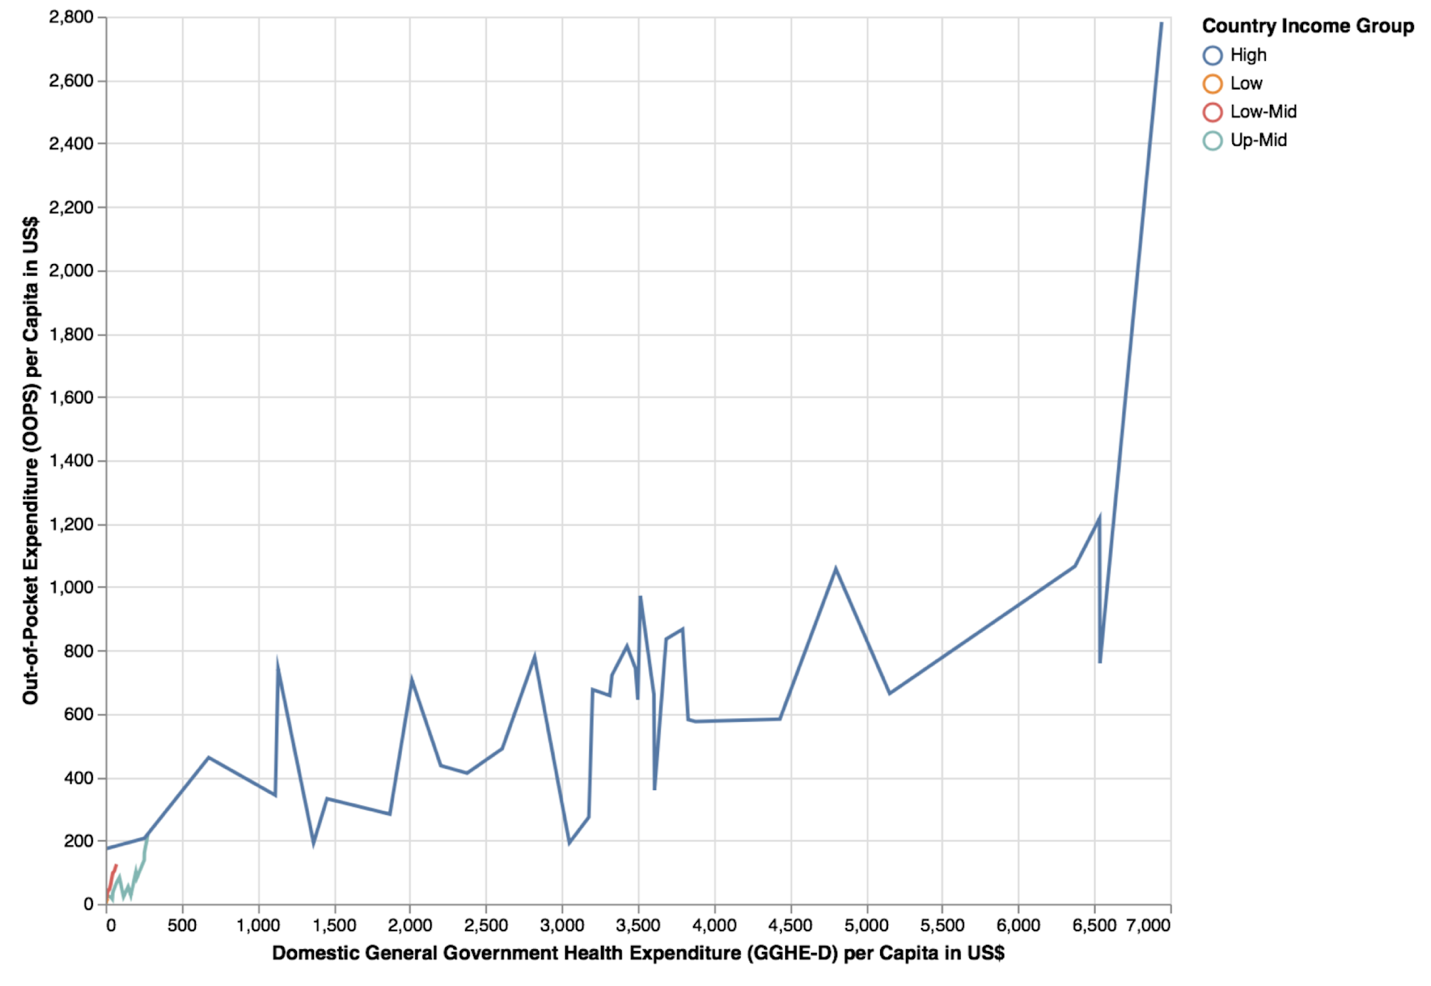 2,800
2,600
2,400
2,200
2,000
1,800
1,600
1,400
1,200
1,000
800
600
400
200
0
Out-of-Pocket Expenditure (OOPS) per Capita in US$
0 500 1,000 1,500 2,000 2,500 3,000 3,500 4,000 4,500 5,000 5,500 6,000 6,500 7,000
Domestic General Government Health Expenditure (GGHE-D) per Capita in US$
Country Income Group
High
Low
Low-Mid
Up-Mid